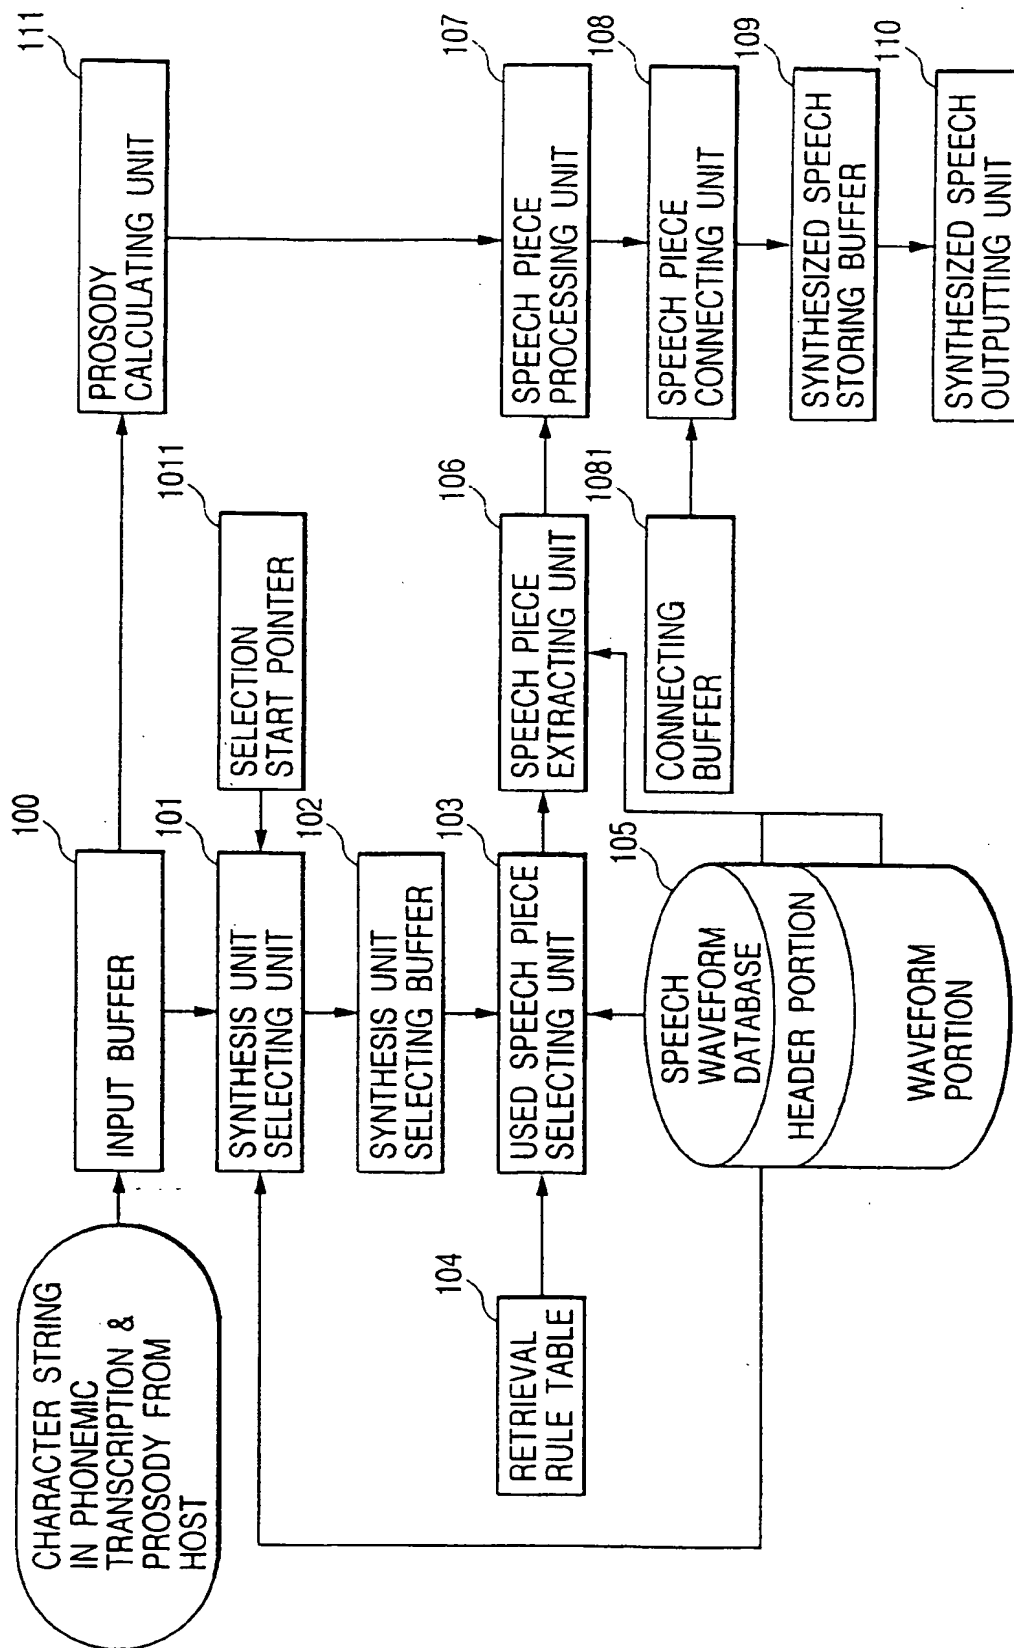 CHARACTER STRING
IN PHONEMIC
TRANSCRIPTION &
PROSODY FROM
HOST
100
INPUT BUFFER
111
PROSODY
CALCULATING UNIT
101
SYNTHESIS UNIT
SELECTING UNIT
1011
SELECTION
START POINTER
102
SYNTHESIS UNIT
SELECTING BUFFER
104
RETRIEVAL
RULE TABLE
103
USED SPEECH PIECE
SELECTING UNIT
106
SPEECH PIECE
EXTRACTING UNIT
107
SPEECH PIECE
PROCESSING UNIT
105
SPEECH
WAVEFORM
DATABASE
HEADER PORTION
WAVEFORM
PORTION
1081
CONNECTING
BUFFER
108
SPEECH PIECE
CONNECTING UNIT
109
SYNTHESIZED SPEECH
STORING BUFFER
110
SYNTHESIZED SPEECH
OUTPUTTING UNIT